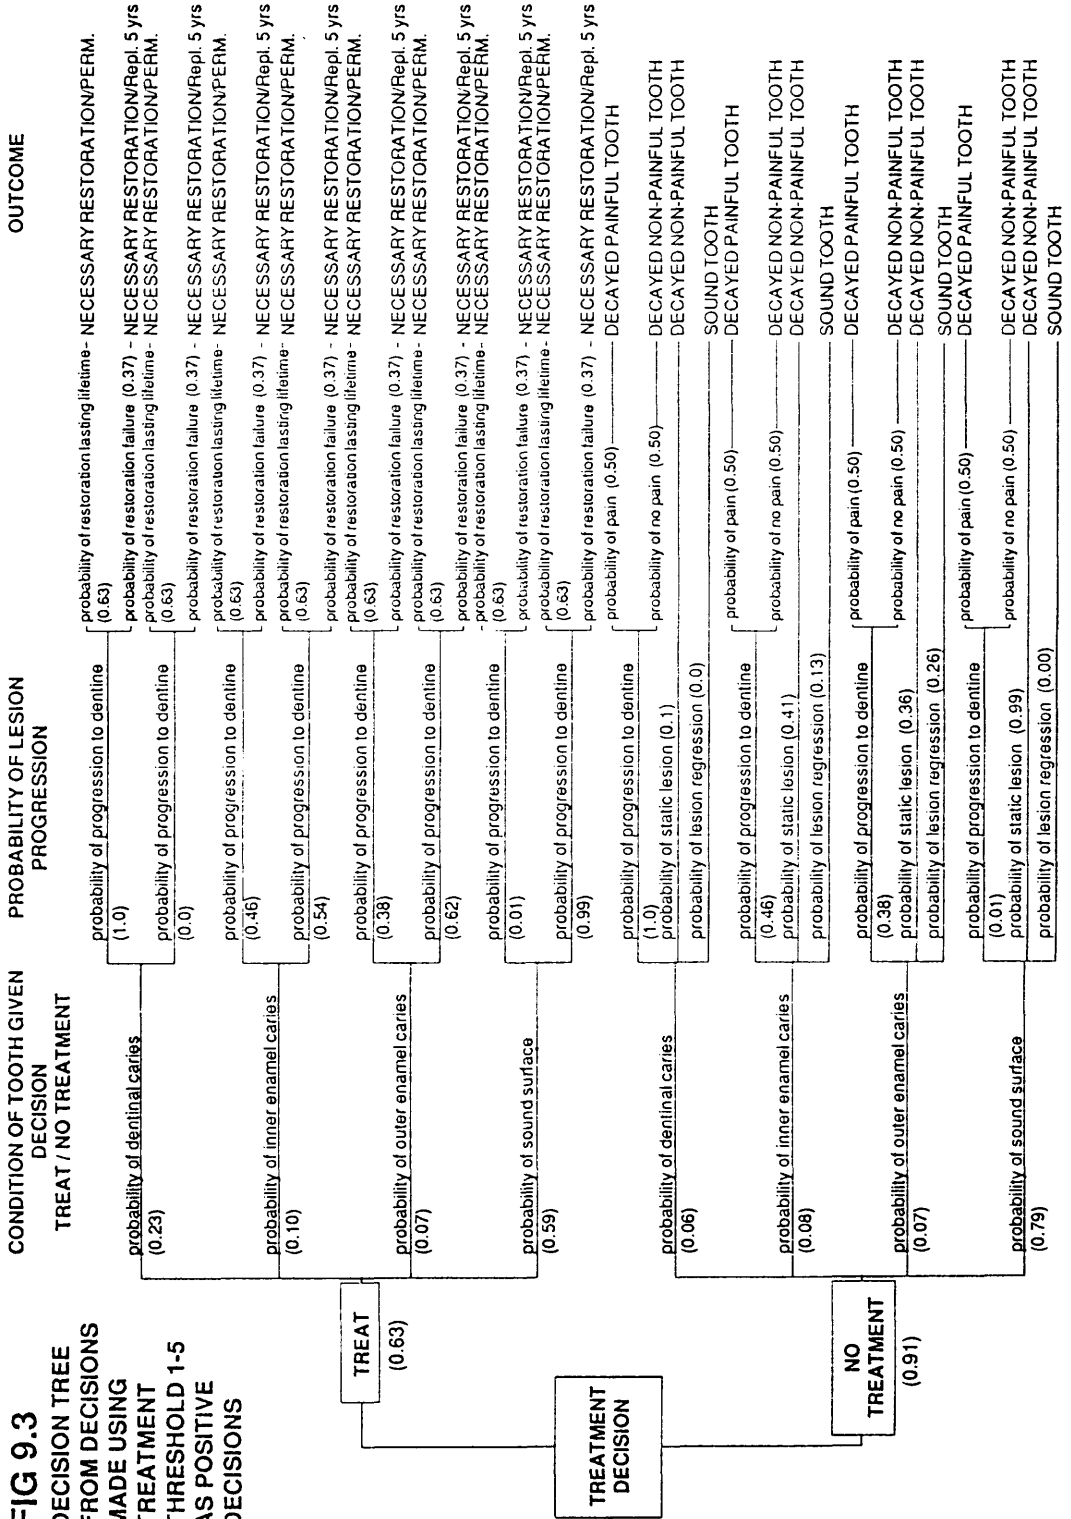 FIG 9.3
DECISION TREE
FROM DECISIONS
MADE USING
TREATMENT
THRESHOLD 1-5
AS POSITIVE
DECISIONS
CONDITION OF TOOTH GIVEN
DECISION
TREAT / NO TREATMENT
PROBABILITY OF LESION
PROGRESSION
OUTCOME
TREATMENT
DECISION
TREAT
(0.63)
NO
TREATMENT
(0.91)
probability of dentinal caries
(0.23)
probability of inner enamel caries
(0.10)
probability of outer enamel caries
(0.07)
probability of sound surface
(0.59)
probability of dentinal caries
(0.06)
probability of inner enamel caries
(0.08)
probability of outer enamel caries
(0.07)
probability of sound surface
(0.79)
probability of progression to dentine
(1.0)
probability of progression to dentine
(0.0)
probability of progression to dentine
(0.46)
probability of progression to dentine
(0.54)
probability of progression to dentine
(0.38)
probability of progression to dentine
(0.62)
probability of progression to dentine
(0.01)
probability of progression to dentine
(0.99)
probability of progression to dentine
(1.0)
probability of static lesion (0.1)
probability of lesion regression (0.0)
probability of progression to dentine
(0.46)
probability of static lesion (0.41)
probability of lesion regression (0.13)
probability of progression to dentine
(0.38)
probability of static lesion (0.36)
probability of lesion regression (0.26)
probability of progression to dentine
(0.01)
probability of static lesion (0.99)
probability of lesion regression (0.00)
probability of restoration lasting lifetime - NECESSARY RESTORATION/PERM.
(0.63)
probability of restoration failure (0.37) - NECESSARY RESTORATION/Repl. 5 yrs
probability of restoration lasting lifetime - NECESSARY RESTORATION/PERM.
(0.63)
probability of restoration failure (0.37) - NECESSARY RESTORATION/Repl. 5 yrs
probability of restoration lasting lifetime - NECESSARY RESTORATION/PERM.
(0.63)
probability of restoration failure (0.37) - NECESSARY RESTORATION/Repl. 5 yrs
probability of restoration lasting lifetime - NECESSARY RESTORATION/PERM.
(0.63)
probability of restoration failure (0.37) - NECESSARY RESTORATION/Repl. 5 yrs
probability of restoration lasting lifetime - NECESSARY RESTORATION/PERM.
(0.63)
probability of restoration failure (0.37) - NECESSARY RESTORATION/Repl. 5 yrs
probability of restoration lasting lifetime - NECESSARY RESTORATION/PERM.
(0.63)
probability of restoration failure (0.37) - NECESSARY RESTORATION/Repl. 5 yrs
probability of restoration lasting lifetime - NECESSARY RESTORATION/PERM.
(0.63)
probability of restoration failure (0.37) - NECESSARY RESTORATION/Repl. 5 yrs
probability of restoration lasting lifetime - NECESSARY RESTORATION/PERM.
(0.63)
probability of restoration failure (0.37) - NECESSARY RESTORATION/Repl. 5 yrs
probability of pain (0.50) DECAYED PAINFUL TOOTH
probability of no pain (0.50) DECAYED NON-PAINFUL TOOTH
DECAYED NON-PAINFUL TOOTH
SOUND TOOTH
probability of pain (0.50) DECAYED PAINFUL TOOTH
probability of no pain (0.50) DECAYED NON-PAINFUL TOOTH
DECAYED NON-PAINFUL TOOTH
SOUND TOOTH
probability of pain (0.50) DECAYED PAINFUL TOOTH
probability of no pain (0.50) DECAYED NON-PAINFUL TOOTH
DECAYED NON-PAINFUL TOOTH
SOUND TOOTH
probability of pain (0.50) DECAYED PAINFUL TOOTH
probability of no pain (0.50) DECAYED NON-PAINFUL TOOTH
DECAYED NON-PAINFUL TOOTH
SOUND TOOTH